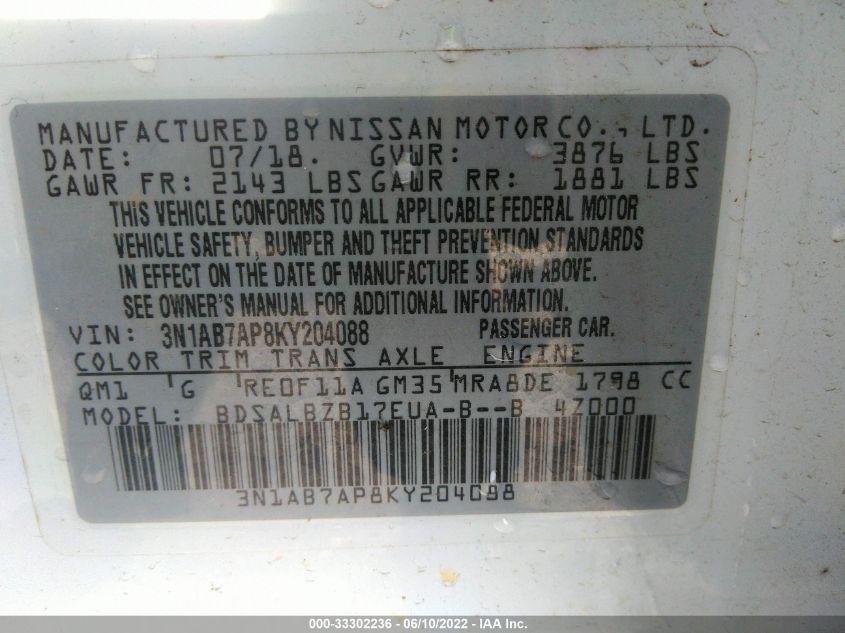 MANUFACTURED BY NISSAN MOTOR CO., LTD.
DATE: 07/18. GVWR: 3876 LBS
GAWR FR: 2143 LBS GAWR RR: 1881 LBS
THIS VEHICLE CONFORMS TO ALL APPLICABLE FEDERAL MOTOR
VEHICLE SAFETY, BUMPER AND THEFT PREVENTION STANDARDS
IN EFFECT ON THE DATE OF MANUFACTURE SHOWN ABOVE.
SEE OWNER'S MANUAL FOR ADDITIONAL INFORMATION.
VIN: 3N1AB7AP8KY204088 PASSENGER CAR.
COLOR TRIM TRANS AXLE ENGINE
QM1 'G 'RE0F11A GM35 'MRA8DE 1798 CC
MODEL: BDSALBZB17EUA-B--B 4Z000
3N1AB7AP8KY204088
000-33302236 - 06/10/2022 - IAA Inc.